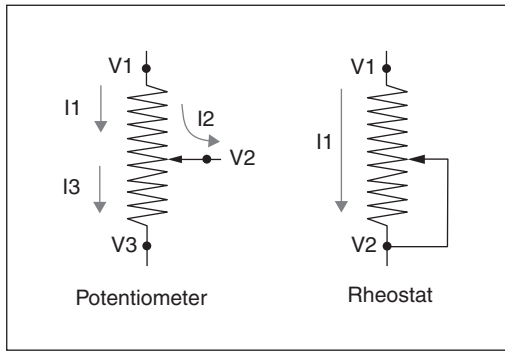 V1
I1
I2
V2
I3
V3
Potentiometer
V1
I1
V2
Rheostat